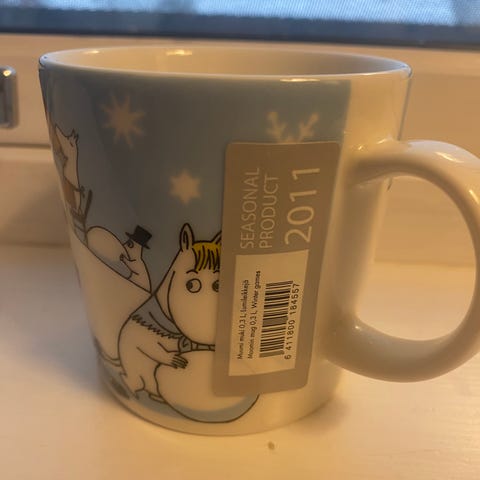 SEASONAL
PRODUCT
2011
Muumi muki 0,3 L lumileikkejä
Moomin mug 0,3 L Winter games
6 411800 184557